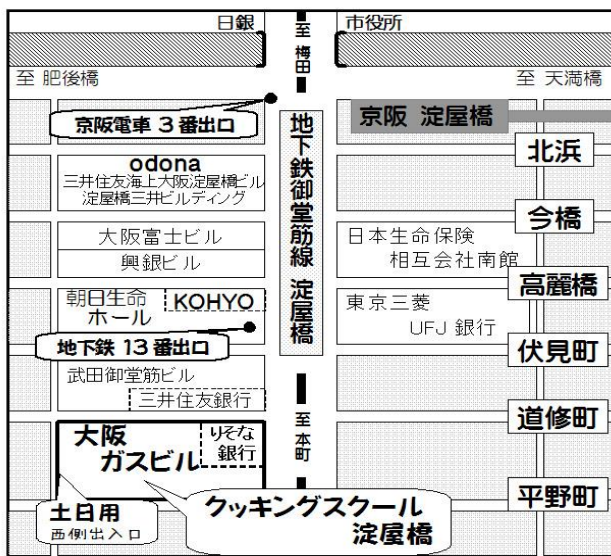 日銀
至 梅田
市役所
至 肥後橋
至 天満橋
京阪電車 3番出口
京阪 淀屋橋
北浜
odona
三井住友海上大阪淀屋橋ビル
淀屋橋三井ビルディング
地下鉄御堂筋線 淀屋橋
今橋
大阪富士ビル
興銀ビル
日本生命保険
相互会社南館
高麗橋
朝日生命
ホール
KOHYO
東京三菱
UFJ 銀行
地下鉄 13番出口
伏見町
武田御堂筋ビル
三井住友銀行
至 本町
道修町
大阪
ガスビル
りそな
銀行
平野町
土日用
西側出入口
クッキングスクール
淀屋橋